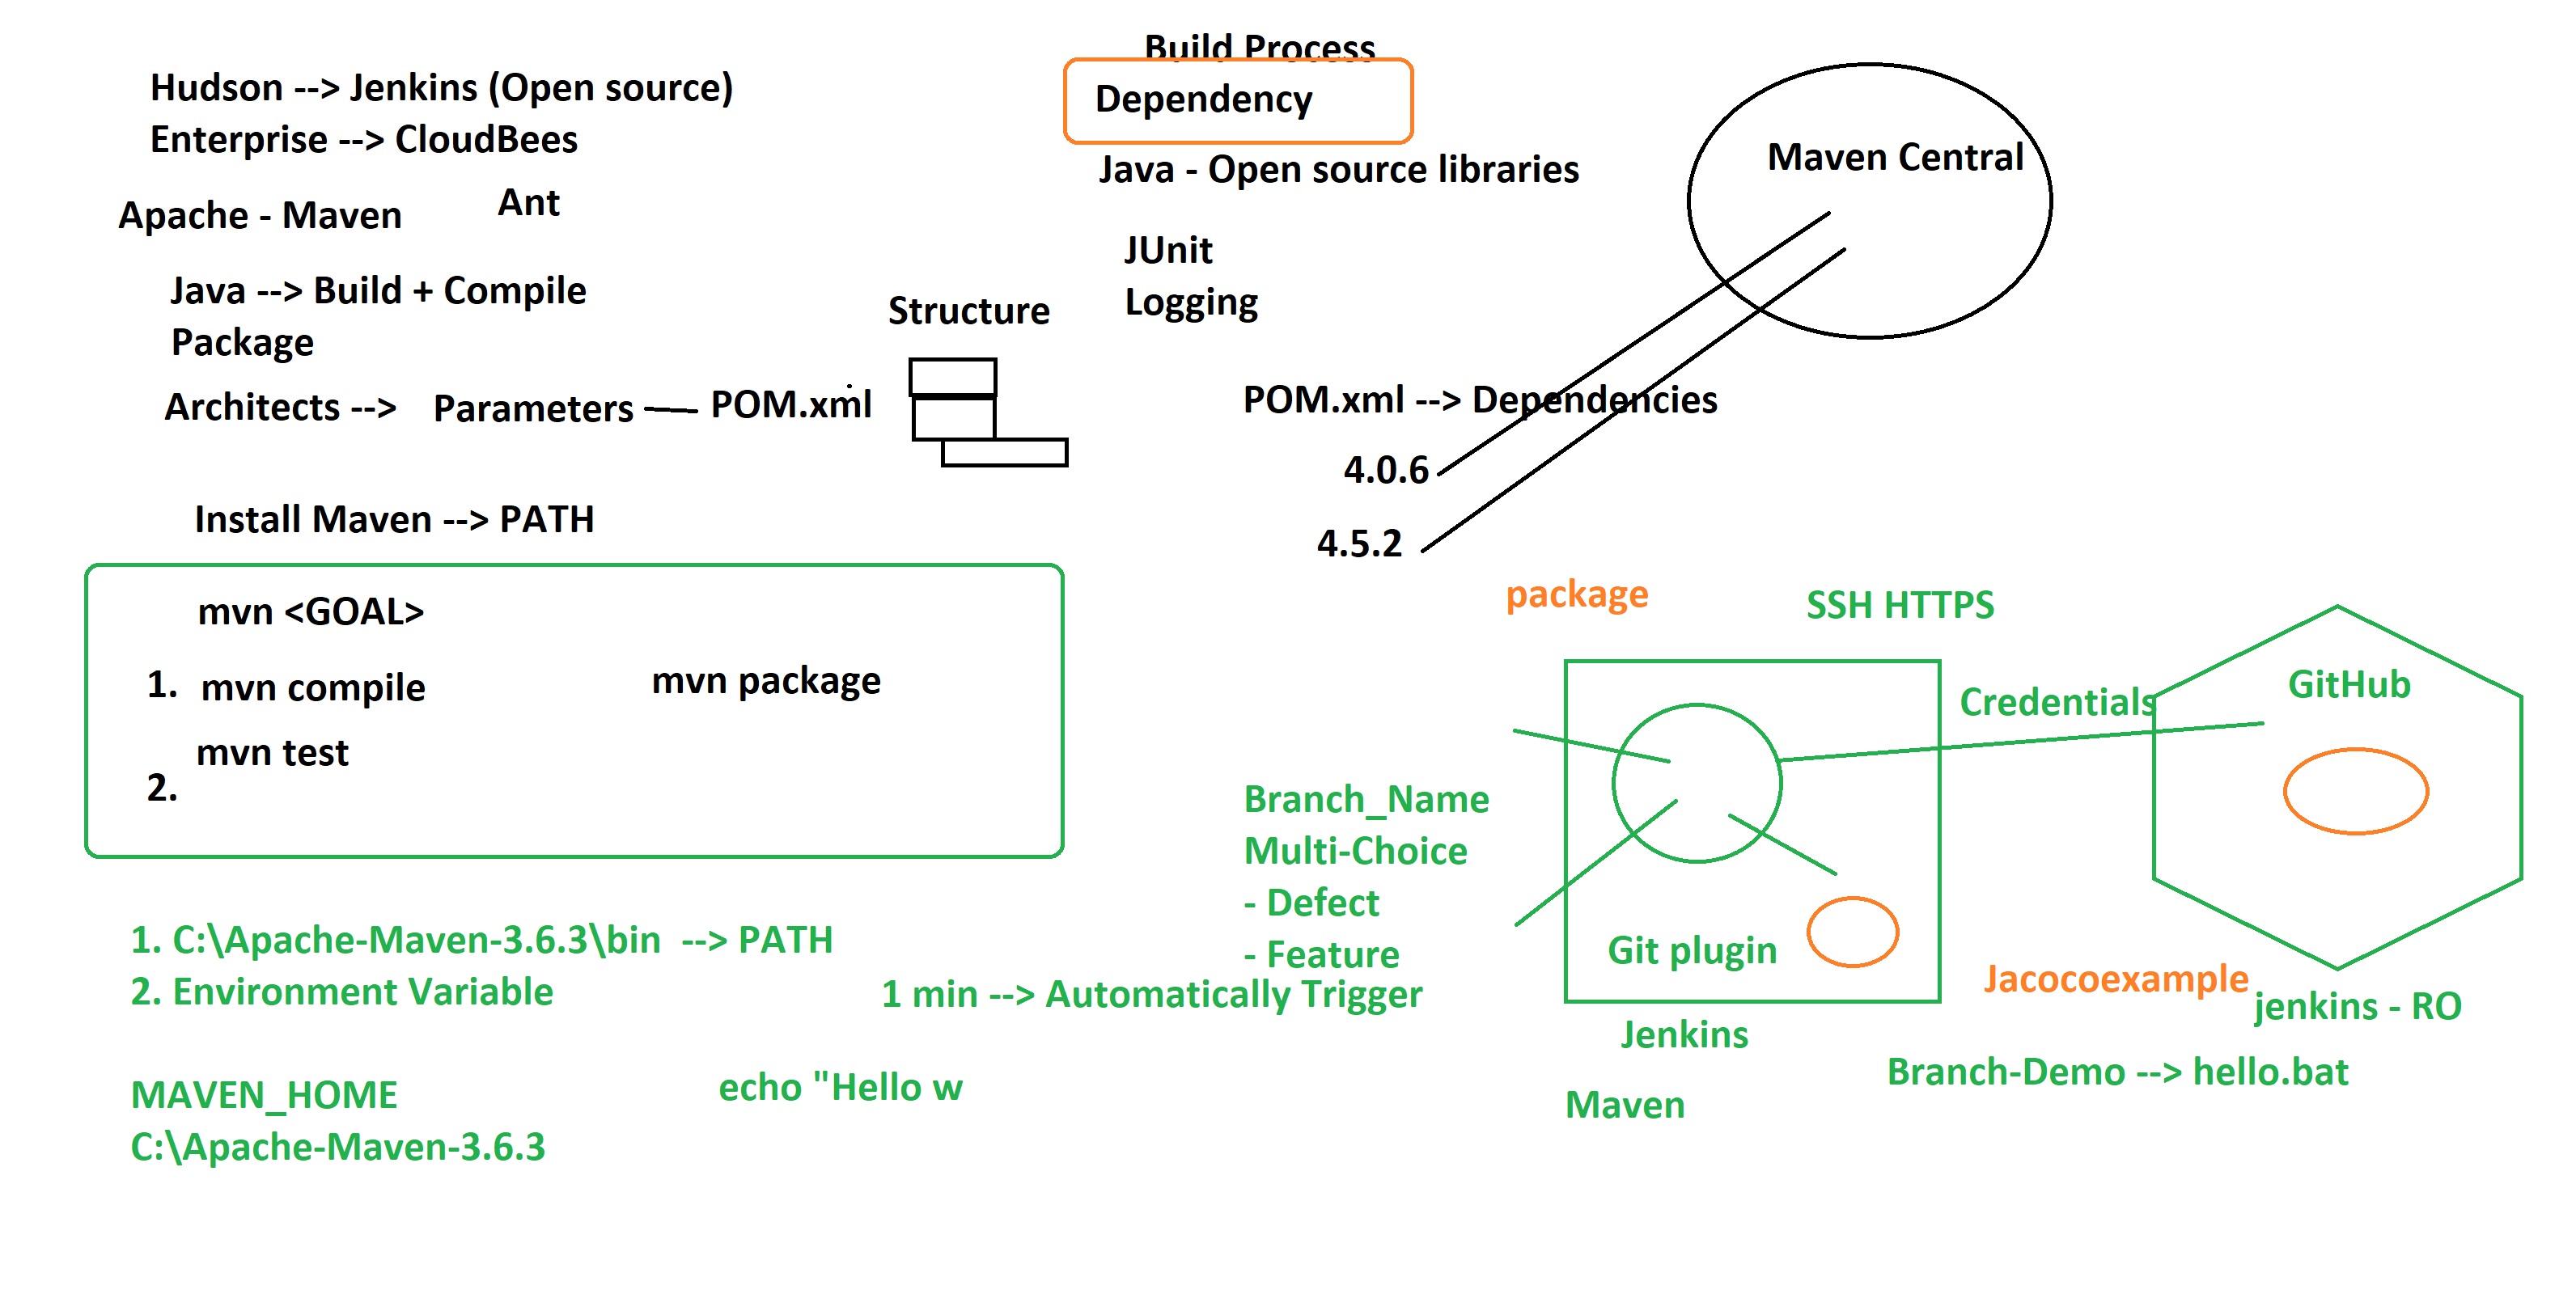 Hudson --> Jenkins (Open source)
Enterprise --> CloudBees
Apache - Maven
Ant
Java --> Build + Compile
Package
Architects -->
Parameters
POM.xml
Structure
Install Maven --> PATH
mvn <GOAL>
1. mvn compile
mvn package
mvn test
2.
1. C:\Apache-Maven-3.6.3\bin --> PATH
2. Environment Variable
MAVEN_HOME
C:\Apache-Maven-3.6.3
echo "Hello w
Build Process
Dependency
Java - Open source libraries
JUnit
Logging
Maven Central
POM.xml --> Dependencies
4.0.6
4.5.2
package
SSH HTTPS
Credentials
GitHub
Branch_Name
Multi-Choice
- Defect
- Feature
1 min --> Automatically Trigger
Git plugin
Jenkins
Maven
Jacocoexample
jenkins - RO
Branch-Demo --> hello.bat